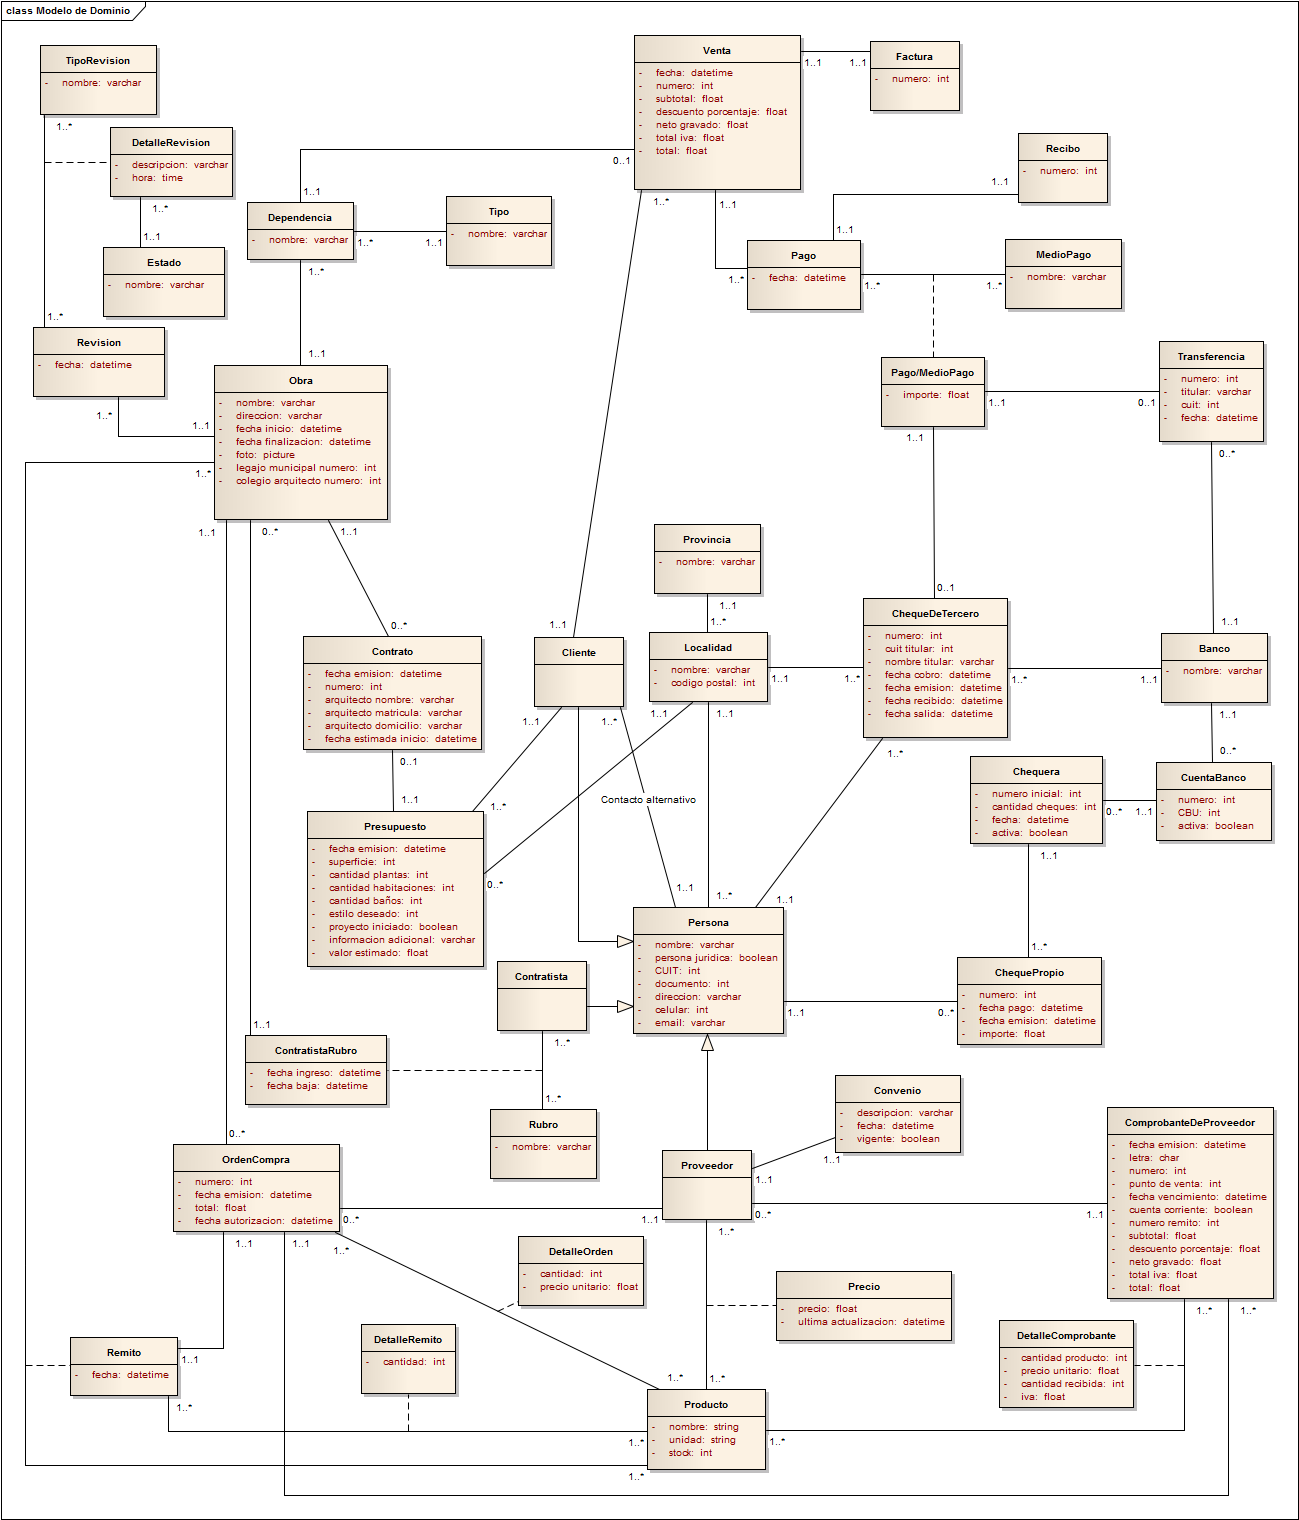 class Modelo de Dominio
TipoRevision
- nombre: varchar
1..*
DetalleRevision
- descripcion: varchar
- hora: time
1..*
1..1
Estado
- nombre: varchar
1..*
Revision
- fecha: datetime
1..*
1..1
Venta
- fecha: datetime
- numero: int
- subtotal: float
- descuento porcentaje: float
- neto gravado: float
- total iva: float
- total: float
1..1
1..1
Factura
- numero: int
0..1
1..1
1..*
1..1
Dependencia
- nombre: varchar
1..*
1..1
Tipo
- nombre: varchar
1..*
1..1
Recibo
- numero: int
1..1
1..1
Pago
- fecha: datetime
1..*
1..*
1..*
MedioPago
- nombre: varchar
Pago/MedioPago
- importe: float
1..1
0..1
1..1
0..1
Transferencia
- numero: int
- titular: varchar
- cuit: int
- fecha: datetime
0..*
1..1
Obra
- nombre: varchar
- direccion: varchar
- fecha inicio: datetime
- fecha finalizacion: datetime
- foto: picture
- legajo municipal numero: int
- colegio arquitecto numero: int
1..*
1..1
0..*
1..1
0..*
Provincia
- nombre: varchar
1..1
1..*
Localidad
- nombre: varchar
- codigo postal: int
1..1
1..*
1..1
1..1
ChequeDeTercero
- numero: int
- cuit titular: int
- nombre titular: varchar
- fecha cobro: datetime
- fecha emision: datetime
- fecha recibido: datetime
- fecha salida: datetime
1..*
1..1
1..*
Banco
- nombre: varchar
1..1
0..*
Contrato
- fecha emision: datetime
- numero: int
- arquitecto nombre: varchar
- arquitecto matricula: varchar
- arquitecto domicilio: varchar
- fecha estimada inicio: datetime
0..1
1..1
1..1
Cliente
1..1
1..*
1..*
Contacto alternativo
Chequera
- numero inicial: int
- cantidad cheques: int
- fecha: datetime
- activa: boolean
0..*
1..1
1..1
1..*
CuentaBanco
- numero: int
- CBU: int
- activa: boolean
Presupuesto
- fecha emision: datetime
- superficie: int
- cantidad plantas: int
- cantidad habitaciones: int
- cantidad baños: int
- estilo deseado: int
- proyecto iniciado: boolean
- informacion adicional: varchar
- valor estimado: float
0..*
1..1
1..*
1..1
Persona
- nombre: varchar
- persona juridica: boolean
- CUIT: int
- documento: int
- direccion: varchar
- celular: int
- email: varchar
1..1
0..*
ChequePropio
- numero: int
- fecha pago: datetime
- fecha emision: datetime
- importe: float
Contratista
1..*
1..*
1..1
ContratistaRubro
- fecha ingreso: datetime
- fecha baja: datetime
Rubro
- nombre: varchar
Convenio
- descripcion: varchar
- fecha: datetime
- vigente: boolean
1..1
1..1
Proveedor
1..1
0..*
1..1
1..*
ComprobanteDeProveedor
- fecha emision: datetime
- letra: char
- numero: int
- punto de venta: int
- fecha vencimiento: datetime
- cuenta corriente: boolean
- numero remito: int
- subtotal: float
- descuento porcentaje: float
- neto gravado: float
- total iva: float
- total: float
1..*
1..*
0..*
OrdenCompra
- numero: int
- fecha emision: datetime
- total: float
- fecha autorizacion: datetime
0..*
1..1
1..1
1..*
DetalleOrden
- cantidad: int
- precio unitario: float
Precio
- precio: float
- ultima actualizacion: datetime
DetalleComprobante
- cantidad producto: int
- precio unitario: float
- cantidad recibida: int
- iva: float
Remito
- fecha: datetime
1..1
1..*
DetalleRemito
- cantidad: int
1..*
1..*
Producto
- nombre: string
- unidad: string
- stock: int
1..*
1..*
1..*